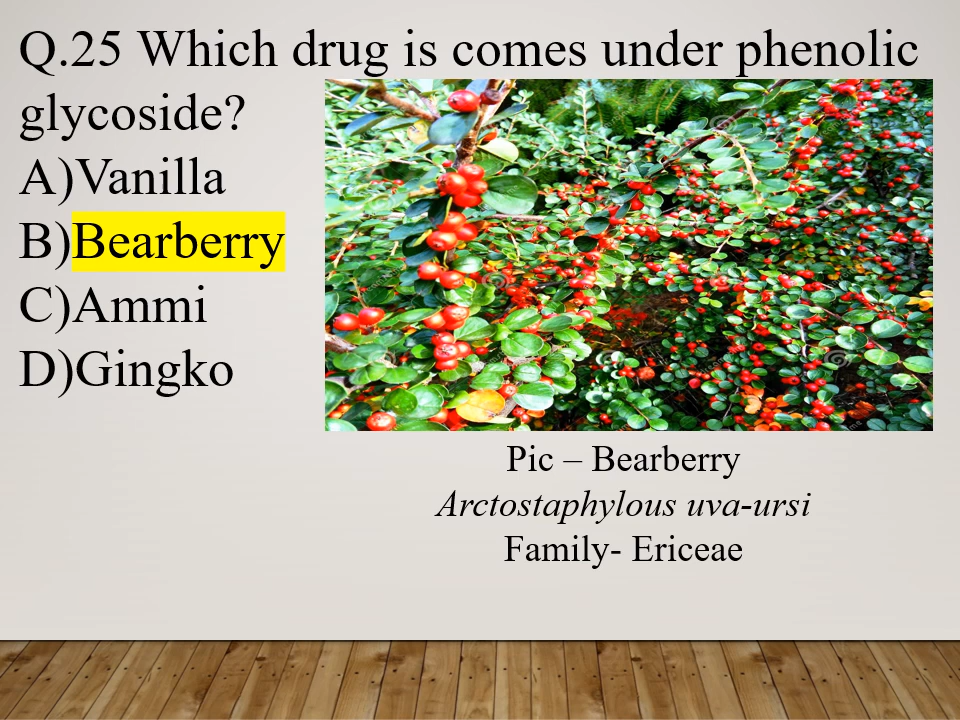 Q.25 Which drug is comes under phenolic
glycoside?
A)Vanilla
B)Bearberry
C)Ammi
D)Gingko
Pic – Bearberry
Arctostaphylous uva-ursi
Family- Ericeae